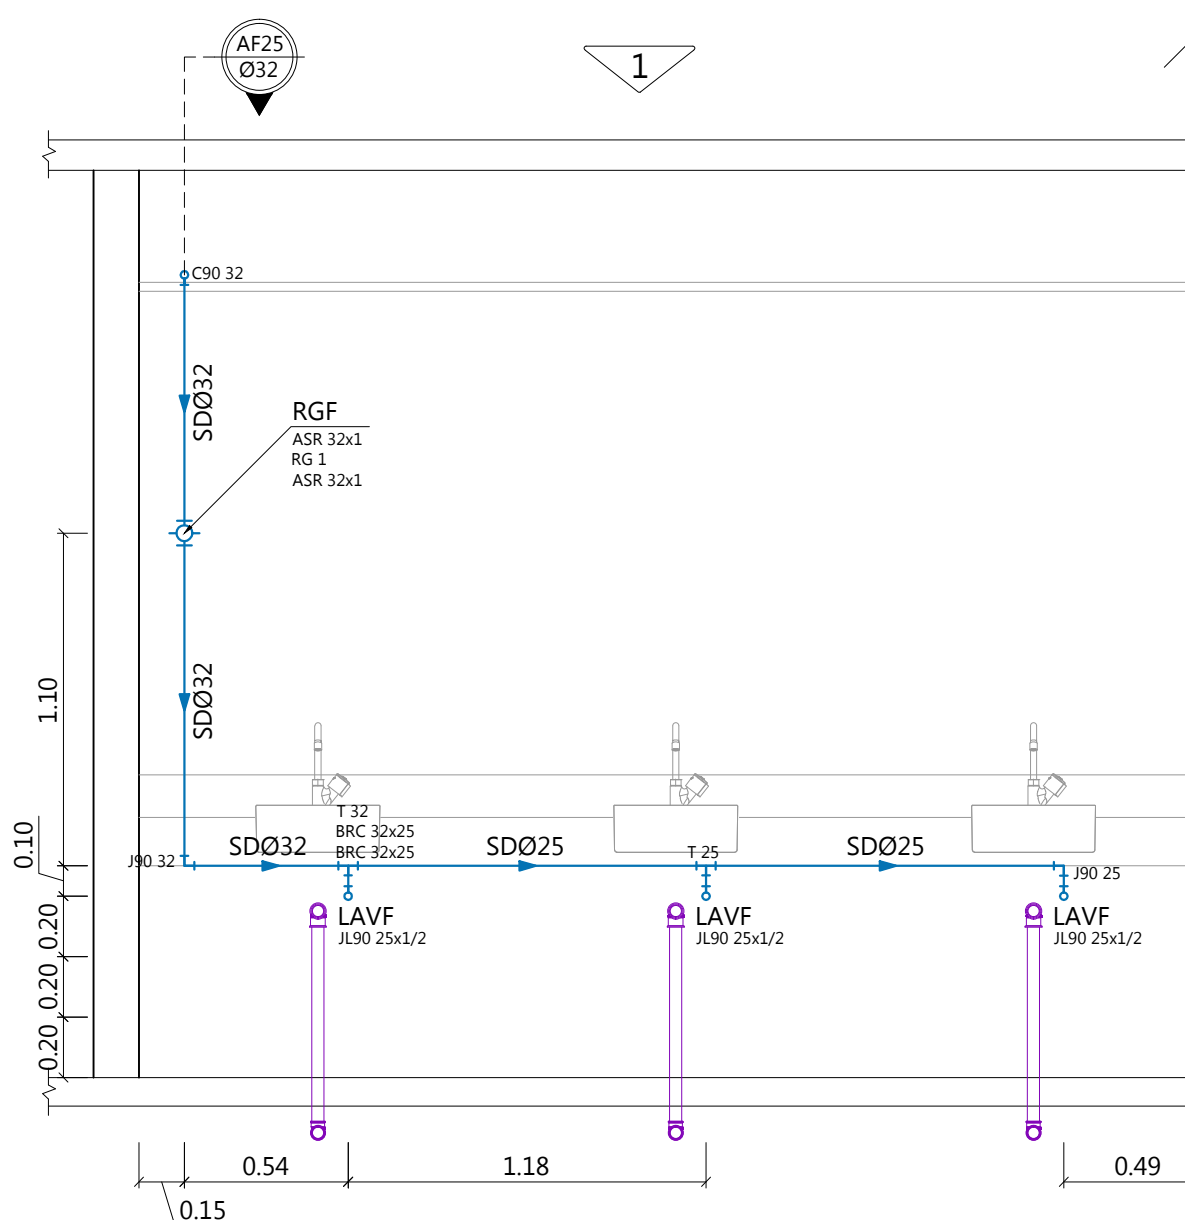 AF25
Ø32
1
C90 32
SDØ32
RGF
ASR 32x1
RG 1
ASR 32x1
1.10
SDØ32
T 32
BRC 32x25
BRC 32x25
0.10
J90 32
SDØ32
SDØ25
T 25
SDØ25
J90 25
0.20
LAVF
JL90 25x1/2
LAVF
JL90 25x1/2
LAVF
JL90 25x1/2
0.20
0.20
0.54
1.18
0.49
0.15